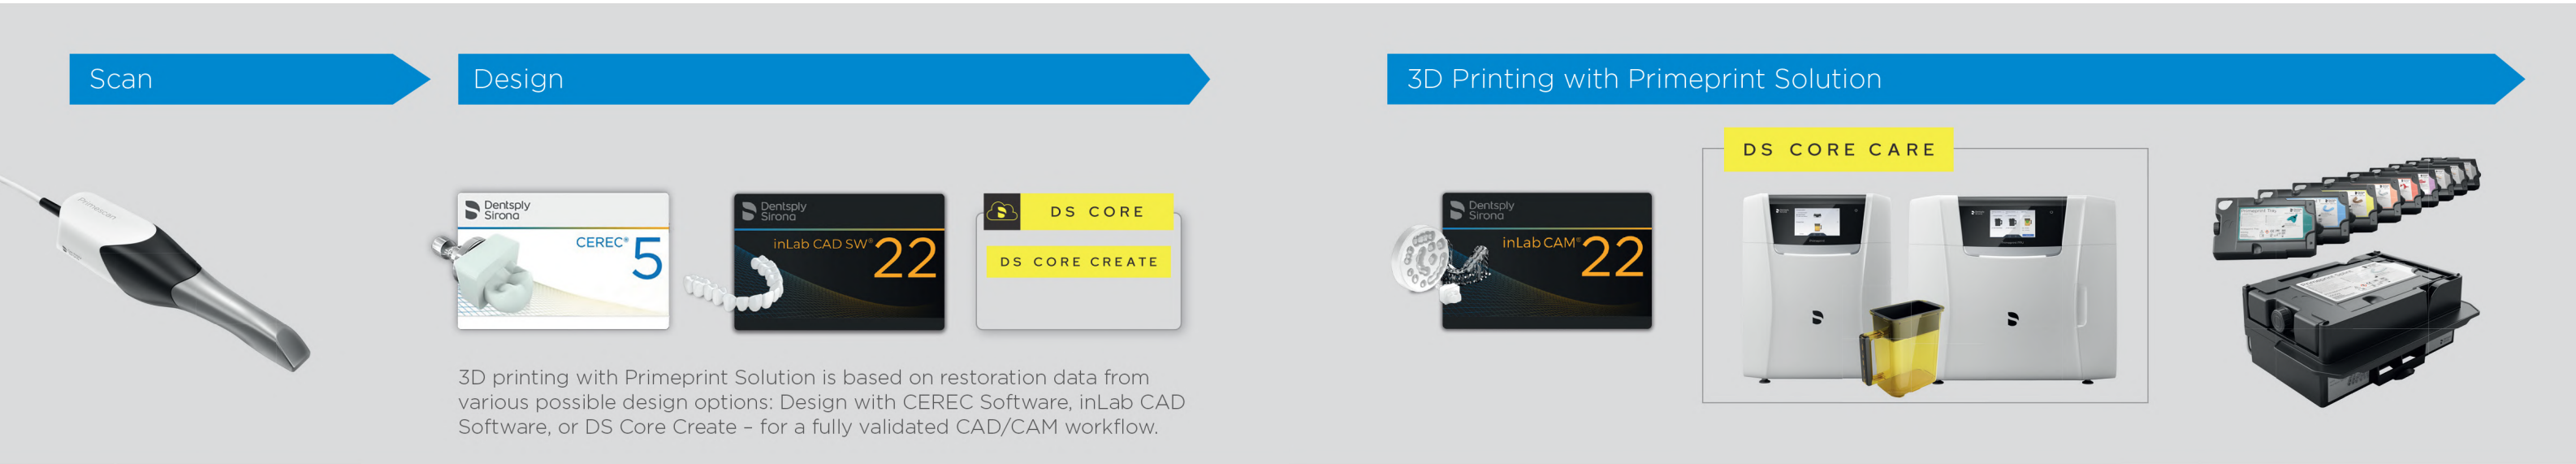 Scan
Design
3D Printing with Primeprint Solution
DS CORE CARE
Primescan
Dentsply
Sirona
CEREC® 5
Dentsply
Sirona
inLab CAD SW® 22
DS CORE
DS CORE CREATE
Dentsply
Sirona
inLab CAM® 22
3D printing with Primeprint Solution is based on restoration data from
various possible design options: Design with CEREC Software, inLab CAD
Software, or DS Core Create – for a fully validated CAD/CAM workflow.